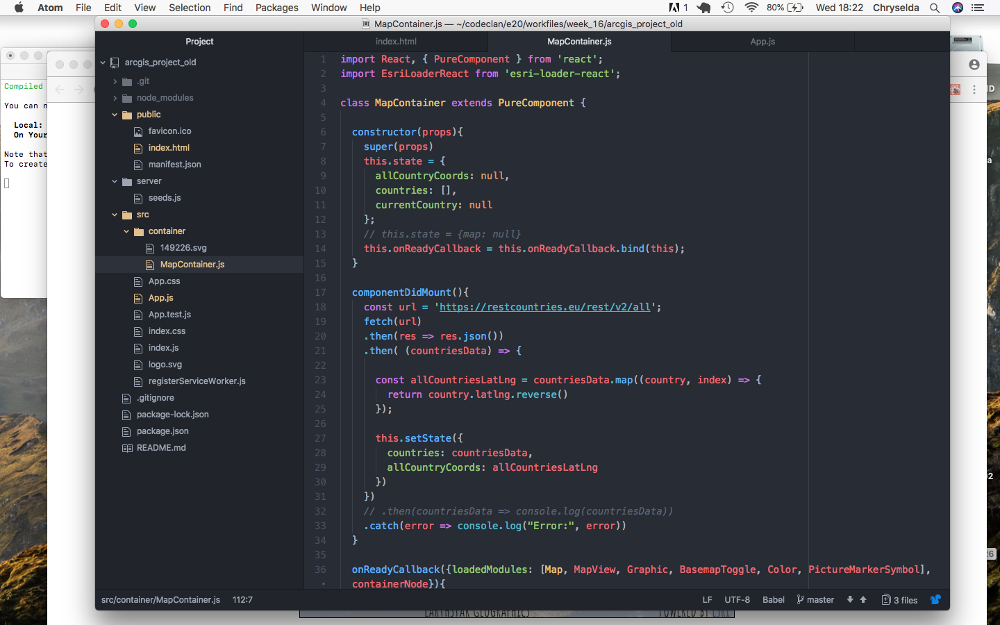 Atom File Edit View Selection Find Packages Window Help
1 80% Wed 18:22 Chryselda
MapContainer.js — ~/codeclan/e20/workfiles/week_16/arcgis_project_old
Project
index.html MapContainer.js App.js
arcgis_project_old
.git
node_modules
public
favicon.ico
index.html
manifest.json
server
seeds.js
src
container
149226.svg
MapContainer.js
App.css
App.js
App.test.js
index.css
index.js
logo.svg
registerServiceWorker.js
.gitignore
package-lock.json
package.json
README.md
Compiled
You can n
Local:
On Your
Note that
To create
1 import React, { PureComponent } from 'react';
2 import EsriLoaderReact from 'esri-loader-react';
3
4 class MapContainer extends PureComponent {
5
6 constructor(props){
7 super(props)
8 this.state = {
9 allCountryCoords: null,
10 countries: [],
11 currentCountry: null
12 };
13 // this.state = {map: null}
14 this.onReadyCallback = this.onReadyCallback.bind(this);
15 }
16
17 componentDidMount(){
18 const url = 'https://restcountries.eu/rest/v2/all';
19 fetch(url)
20 .then(res => res.json())
21 .then( (countriesData) => {
22
23 const allCountriesLatLng = countriesData.map((country, index) => {
24 return country.latlng.reverse()
25 });
26
27 this.setState({
28 countries: countriesData,
29 allCountryCoords: allCountriesLatLng
30 })
31 })
32 // .then(countriesData => console.log(countriesData))
33 .catch(error => console.log("Error:", error))
34 }
35
36 onReadyCallback({loadedModules: [Map, MapView, Graphic, BasemapToggle, Color, PictureMarkerSymbol],
• containerNode}){
src/container/MapContainer.js 112:7 LF UTF-8 Babel master 3 files
EARTHSTAR GEOGRAPHICS POWERED BY ESRI